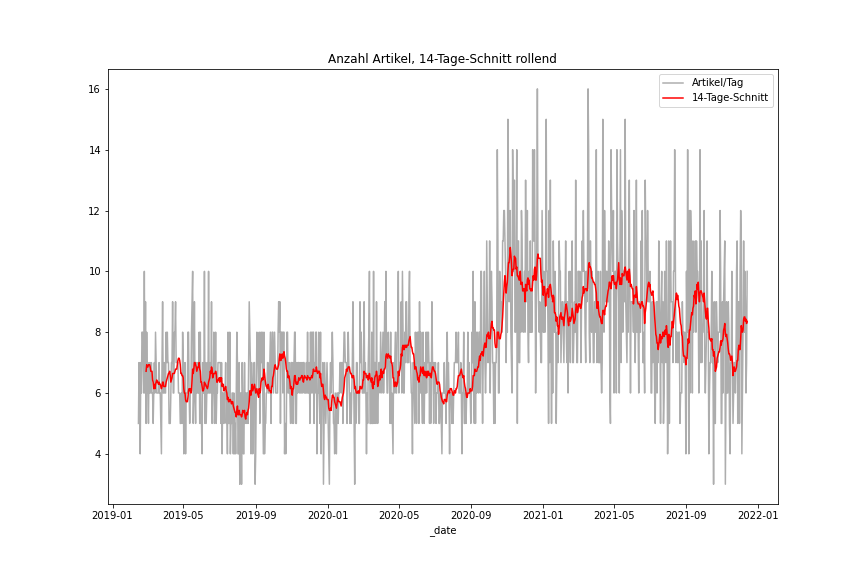 Anzahl Artikel, 14-Tage-Schnitt rollend
Artikel/Tag
14-Tage-Schnitt
16
14
12
10
8
6
4
2019-01 2019-05 2019-09 2020-01 2020-05 2020-09 2021-01 2021-05 2021-09 2022-01
_date